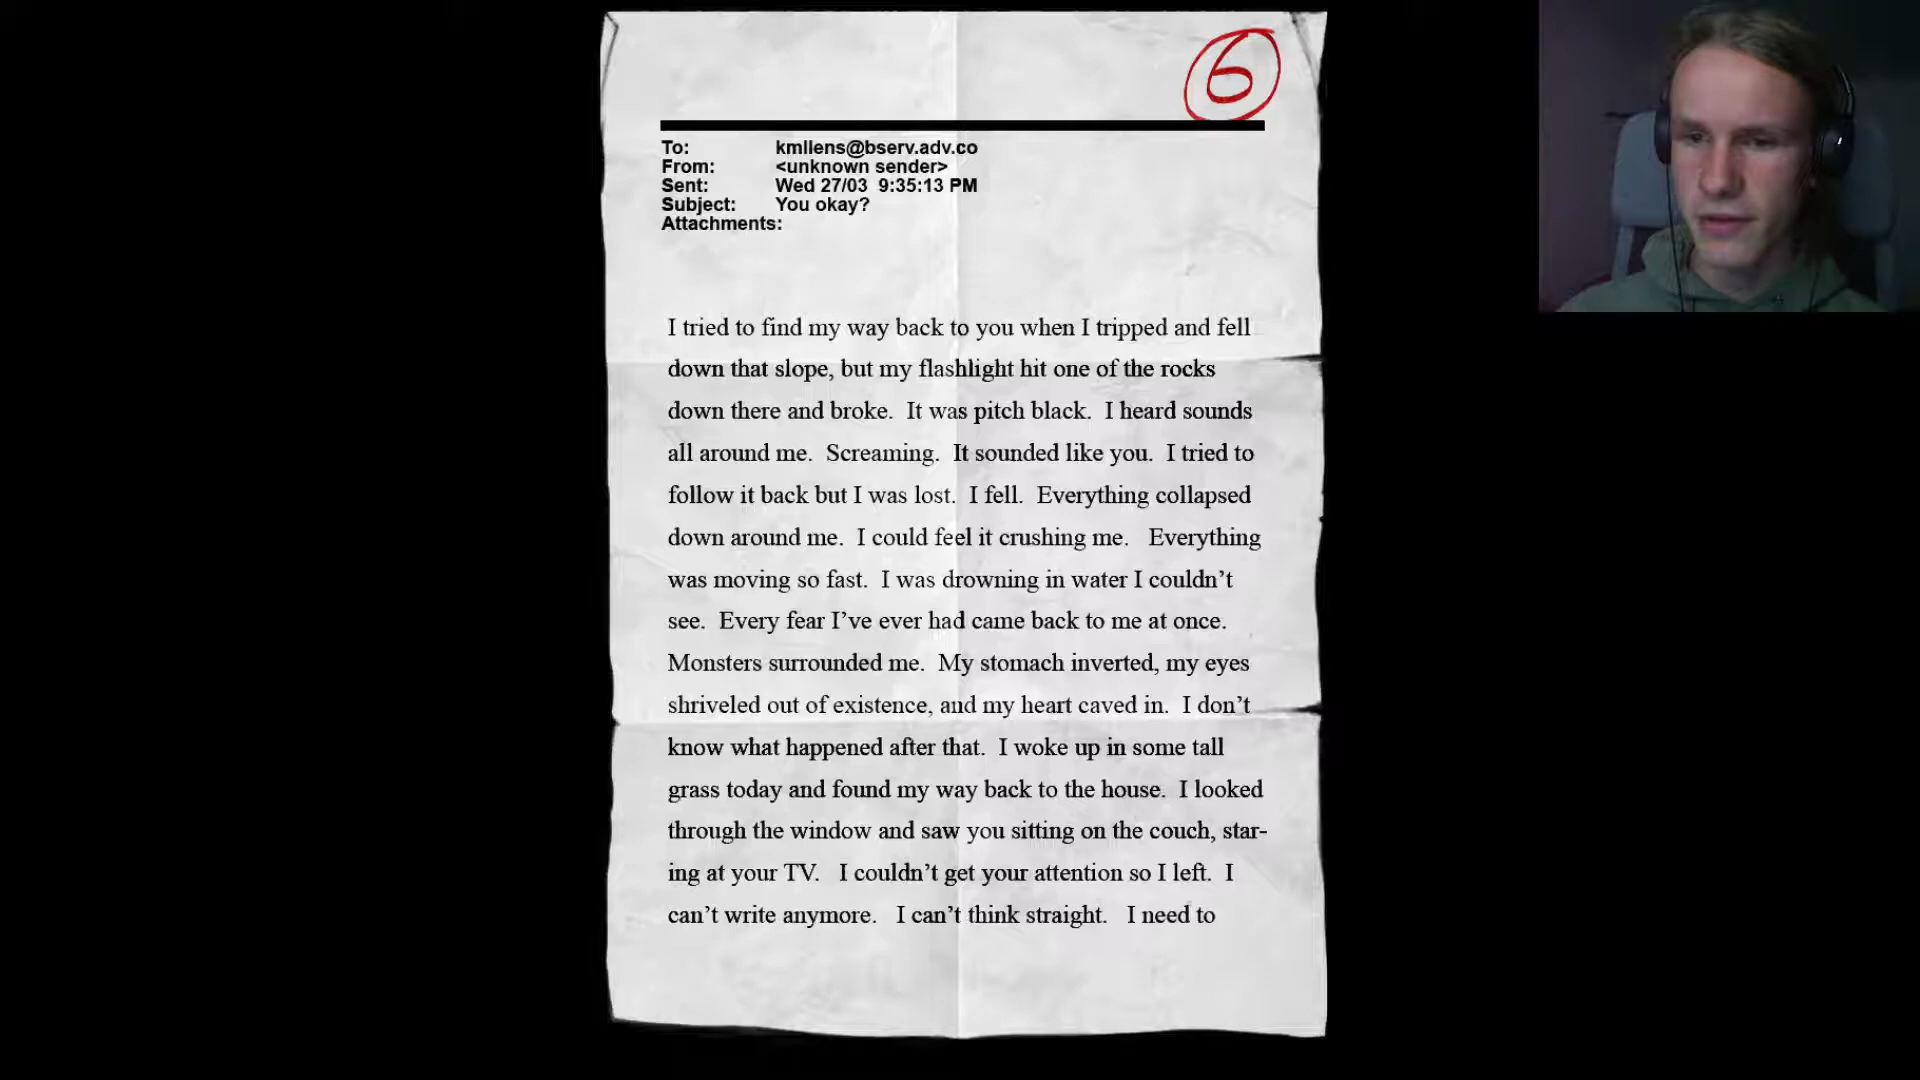 6
To: kmllens@bserv.adv.co
From: <unknown sender>
Sent: Wed 27/03 9:35:13 PM
Subject: You okay?
Attachments:
I tried to find my way back to you when I tripped and fell
down that slope, but my flashlight hit one of the rocks
down there and broke. It was pitch black. I heard sounds
all around me. Screaming. It sounded like you. I tried to
follow it back but I was lost. I fell. Everything collapsed
down around me. I could feel it crushing me. Everything
was moving so fast. I was drowning in water I couldn’t
see. Every fear I’ve ever had came back to me at once.
Monsters surrounded me. My stomach inverted, my eyes
shriveled out of existence, and my heart caved in. I don’t
know what happened after that. I woke up in some tall
grass today and found my way back to the house. I looked
through the window and saw you sitting on the couch, star-
ing at your TV. I couldn’t get your attention so I left. I
can’t write anymore. I can’t think straight. I need to